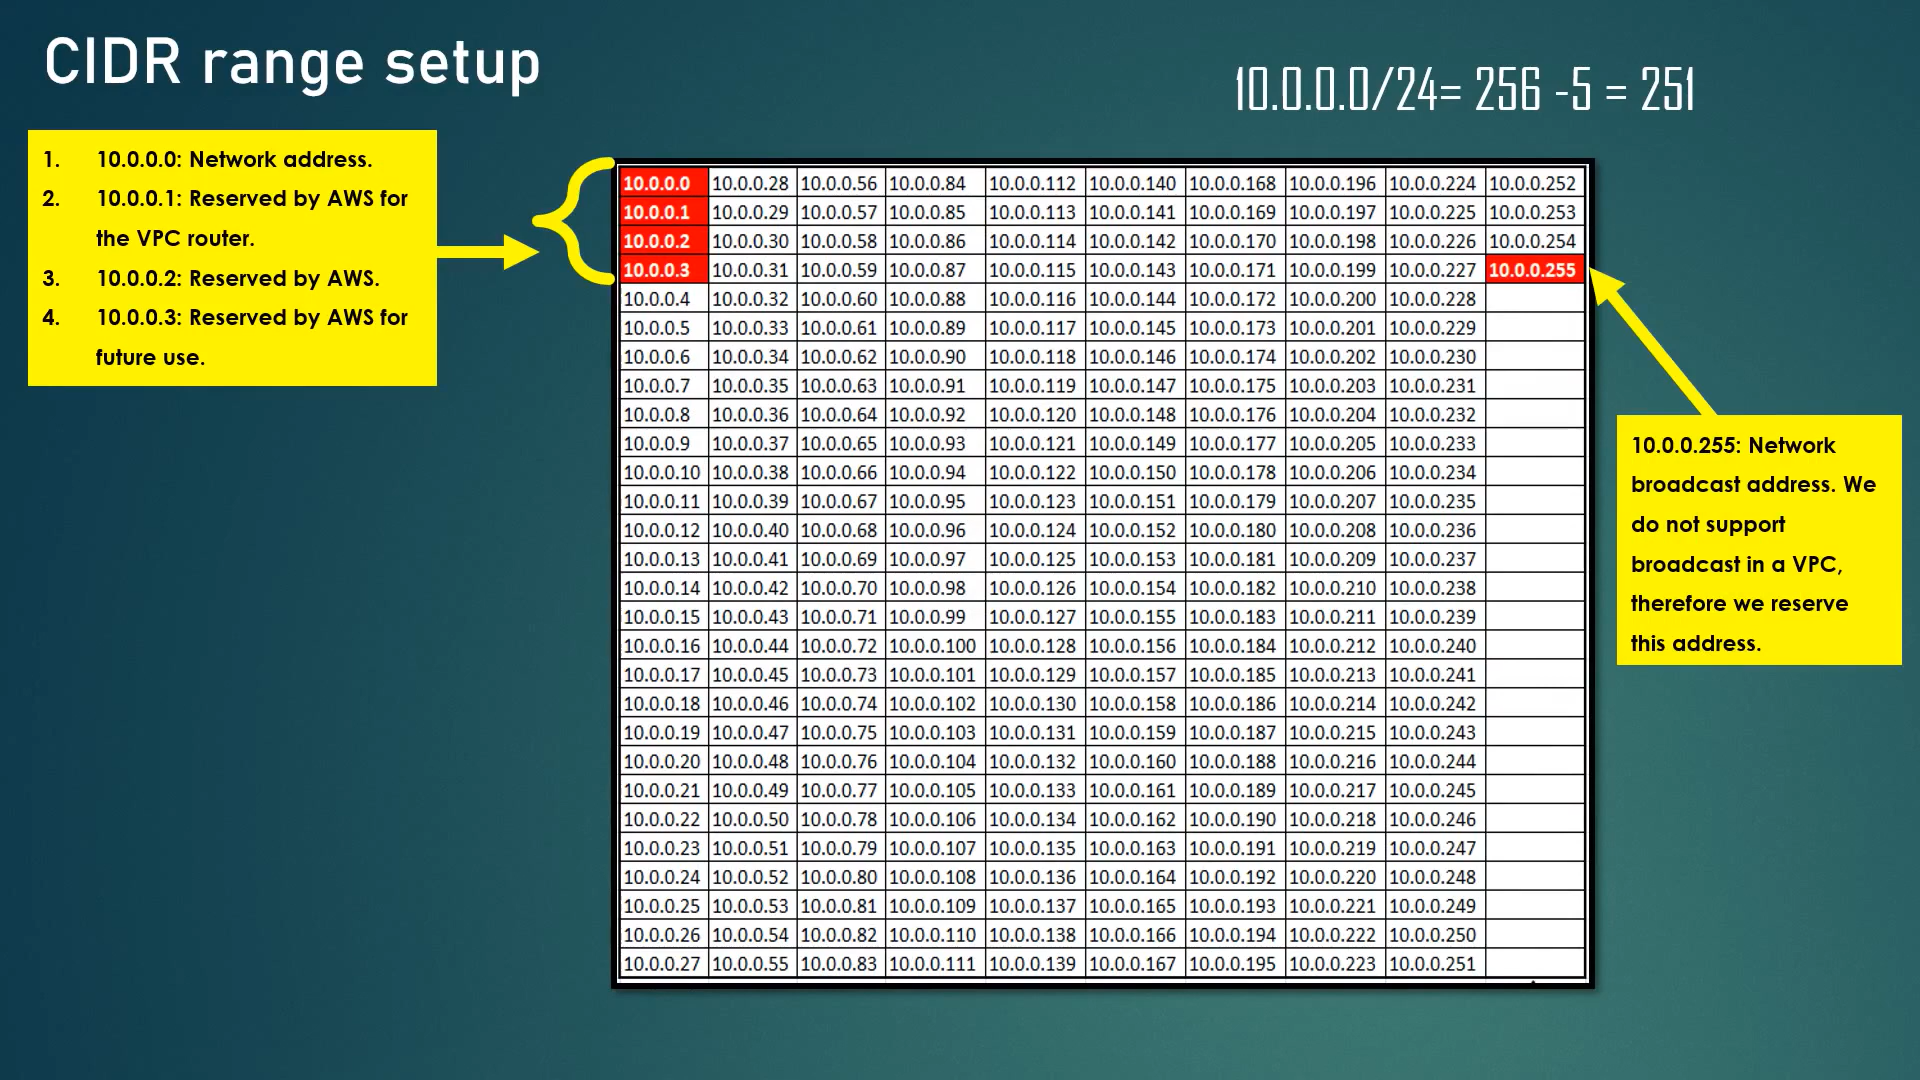 CIDR range setup
10.0.0.0/24= 256 -5 = 251
1. 10.0.0.0: Network address.
2. 10.0.0.1: Reserved by AWS for
the VPC router.
3. 10.0.0.2: Reserved by AWS.
4. 10.0.0.3: Reserved by AWS for
future use.
10.0.0.0 10.0.0.28 10.0.0.56 10.0.0.84 10.0.0.112 10.0.0.140 10.0.0.168 10.0.0.196 10.0.0.224 10.0.0.252
10.0.0.1 10.0.0.29 10.0.0.57 10.0.0.85 10.0.0.113 10.0.0.141 10.0.0.169 10.0.0.197 10.0.0.225 10.0.0.253
10.0.0.2 10.0.0.30 10.0.0.58 10.0.0.86 10.0.0.114 10.0.0.142 10.0.0.170 10.0.0.198 10.0.0.226 10.0.0.254
10.0.0.3 10.0.0.31 10.0.0.59 10.0.0.87 10.0.0.115 10.0.0.143 10.0.0.171 10.0.0.199 10.0.0.227 10.0.0.255
10.0.0.4 10.0.0.32 10.0.0.60 10.0.0.88 10.0.0.116 10.0.0.144 10.0.0.172 10.0.0.200 10.0.0.228
10.0.0.5 10.0.0.33 10.0.0.61 10.0.0.89 10.0.0.117 10.0.0.145 10.0.0.173 10.0.0.201 10.0.0.229
10.0.0.6 10.0.0.34 10.0.0.62 10.0.0.90 10.0.0.118 10.0.0.146 10.0.0.174 10.0.0.202 10.0.0.230
10.0.0.7 10.0.0.35 10.0.0.63 10.0.0.91 10.0.0.119 10.0.0.147 10.0.0.175 10.0.0.203 10.0.0.231
10.0.0.8 10.0.0.36 10.0.0.64 10.0.0.92 10.0.0.120 10.0.0.148 10.0.0.176 10.0.0.204 10.0.0.232
10.0.0.9 10.0.0.37 10.0.0.65 10.0.0.93 10.0.0.121 10.0.0.149 10.0.0.177 10.0.0.205 10.0.0.233
10.0.0.10 10.0.0.38 10.0.0.66 10.0.0.94 10.0.0.122 10.0.0.150 10.0.0.178 10.0.0.206 10.0.0.234
10.0.0.11 10.0.0.39 10.0.0.67 10.0.0.95 10.0.0.123 10.0.0.151 10.0.0.179 10.0.0.207 10.0.0.235
10.0.0.12 10.0.0.40 10.0.0.68 10.0.0.96 10.0.0.124 10.0.0.152 10.0.0.180 10.0.0.208 10.0.0.236
10.0.0.13 10.0.0.41 10.0.0.69 10.0.0.97 10.0.0.125 10.0.0.153 10.0.0.181 10.0.0.209 10.0.0.237
10.0.0.14 10.0.0.42 10.0.0.70 10.0.0.98 10.0.0.126 10.0.0.154 10.0.0.182 10.0.0.210 10.0.0.238
10.0.0.15 10.0.0.43 10.0.0.71 10.0.0.99 10.0.0.127 10.0.0.155 10.0.0.183 10.0.0.211 10.0.0.239
10.0.0.16 10.0.0.44 10.0.0.72 10.0.0.100 10.0.0.128 10.0.0.156 10.0.0.184 10.0.0.212 10.0.0.240
10.0.0.17 10.0.0.45 10.0.0.73 10.0.0.101 10.0.0.129 10.0.0.157 10.0.0.185 10.0.0.213 10.0.0.241
10.0.0.18 10.0.0.46 10.0.0.74 10.0.0.102 10.0.0.130 10.0.0.158 10.0.0.186 10.0.0.214 10.0.0.242
10.0.0.19 10.0.0.47 10.0.0.75 10.0.0.103 10.0.0.131 10.0.0.159 10.0.0.187 10.0.0.215 10.0.0.243
10.0.0.20 10.0.0.48 10.0.0.76 10.0.0.104 10.0.0.132 10.0.0.160 10.0.0.188 10.0.0.216 10.0.0.244
10.0.0.21 10.0.0.49 10.0.0.77 10.0.0.105 10.0.0.133 10.0.0.161 10.0.0.189 10.0.0.217 10.0.0.245
10.0.0.22 10.0.0.50 10.0.0.78 10.0.0.106 10.0.0.134 10.0.0.162 10.0.0.190 10.0.0.218 10.0.0.246
10.0.0.23 10.0.0.51 10.0.0.79 10.0.0.107 10.0.0.135 10.0.0.163 10.0.0.191 10.0.0.219 10.0.0.247
10.0.0.24 10.0.0.52 10.0.0.80 10.0.0.108 10.0.0.136 10.0.0.164 10.0.0.192 10.0.0.220 10.0.0.248
10.0.0.25 10.0.0.53 10.0.0.81 10.0.0.109 10.0.0.137 10.0.0.165 10.0.0.193 10.0.0.221 10.0.0.249
10.0.0.26 10.0.0.54 10.0.0.82 10.0.0.110 10.0.0.138 10.0.0.166 10.0.0.194 10.0.0.222 10.0.0.250
10.0.0.27 10.0.0.55 10.0.0.83 10.0.0.111 10.0.0.139 10.0.0.167 10.0.0.195 10.0.0.223 10.0.0.251
10.0.0.255: Network
broadcast address. We
do not support
broadcast in a VPC,
therefore we reserve
this address.